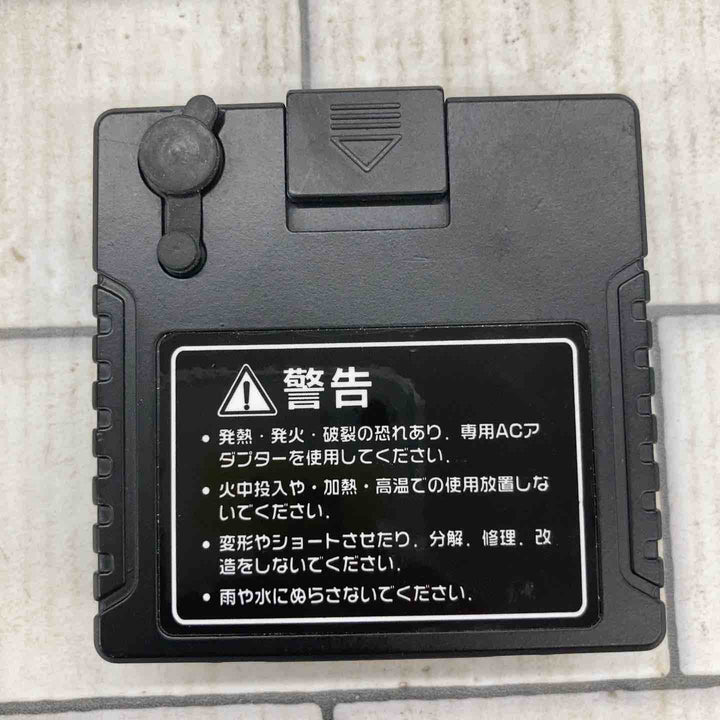 警告
• 発熱・発火・破裂の恐れあり．専用ACア
ダプターを使用してください．
• 火中投入や・加熱・高温での使用放置しな
いでください．
• 変形やショートさせたり．分解．修理．改
造をしないでください．
• 雨や水にぬらさないでください．